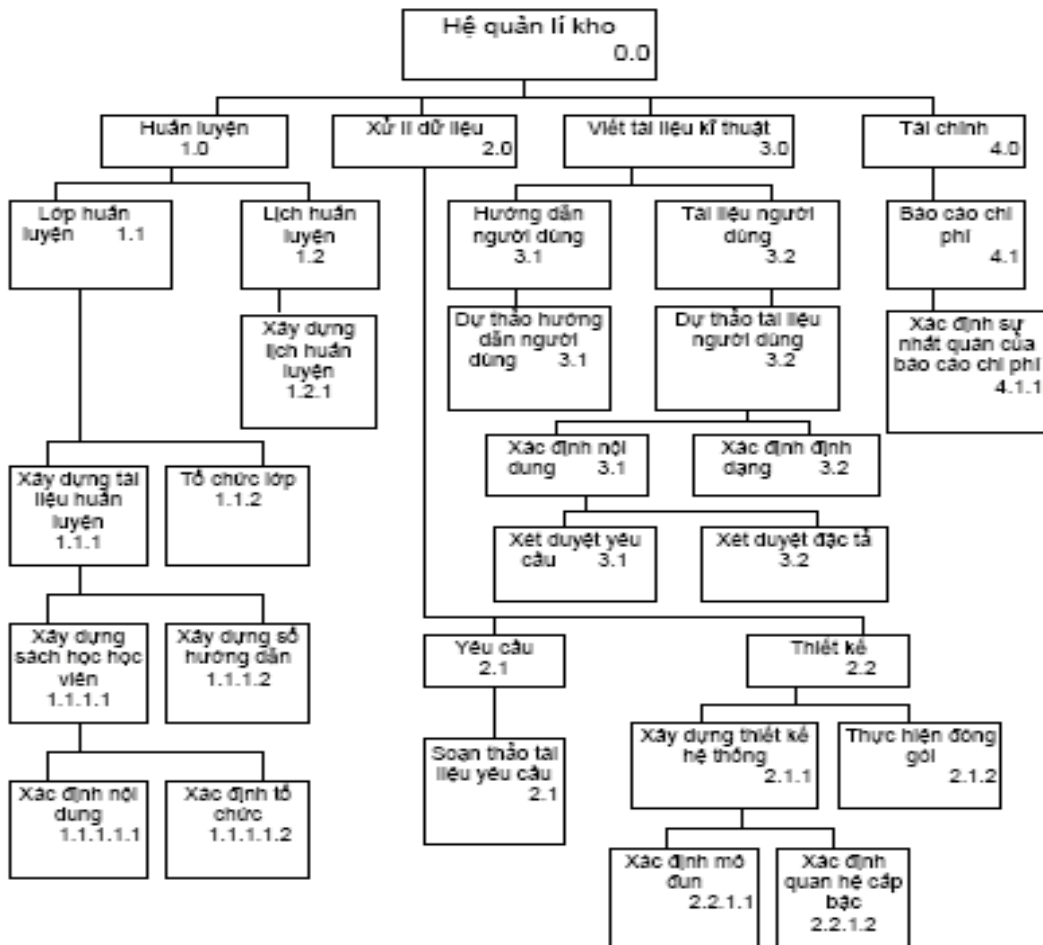 Hệ quản lí kho
0.0
Huấn luyện
1.0
Xử lí dữ liệu
2.0
Viết tài liệu kĩ thuật
3.0
Tài chính
4.0
Lớp huấn
luyện 1.1
Lịch huấn
luyện
1.2
Hướng dẫn
người dùng
3.1
Tài liệu người
dùng
3.2
Báo cáo chi
phí
4.1
Xây dựng
lịch huấn
luyện
1.2.1
Dự thảo hướng
dẫn người
dùng 3.1
Dự thảo tài liệu
người dùng
3.2
Xác định sự
nhất quán của
báo cáo chi phí
4.1.1
Xây dựng tài
liệu huấn
luyện
1.1.1
Tổ chức lớp
1.1.2
Xác định nội
dung 3.1
Xác định định
dạng 3.2
Xét duyệt yêu
cầu 3.1
Xét duyệt đặc tả
3.2
Xây dựng
sách học học
viên
1.1.1.1
Xây dựng sổ
hướng dẫn
1.1.1.2
Yêu cầu
2.1
Thiết kế
2.2
Xác định nội
dung
1.1.1.1.1
Xác định tổ
chức
1.1.1.1.2
Soạn thảo tài
liệu yêu cầu
2.1
Xây dựng thiết kế
hệ thống
2.1.1
Thực hiện đóng
gói
2.1.2
Xác định mô
đun
2.2.1.1
Xác định
quan hệ cấp
bậc
2.2.1.2